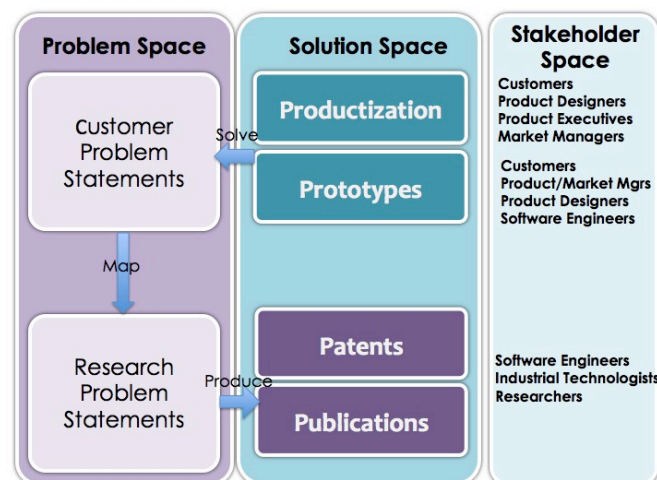 Problem Space
Customer
Problem
Statements
Map
Research
Problem
Statements
Solve
Produce
Solution Space
Productization
Prototypes
Patents
Publications
Stakeholder
Space
Customers
Product Designers
Product Executives
Market Managers
Customers
Product/Market Mgrs
Product Designers
Software Engineers
Software Engineers
Industrial Technologists
Researchers